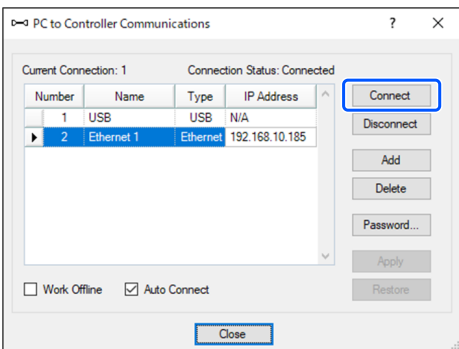 PC to Controller Communications ? ×
Current Connection: 1 Connection Status: Connected
Number Name Type IP Address
1 USB USB N/A
2 Ethernet 1 Ethernet 192.168.10.185
Connect
Disconnect
Add
Delete
Password...
Apply
Restore
Work Offline Auto Connect
Close